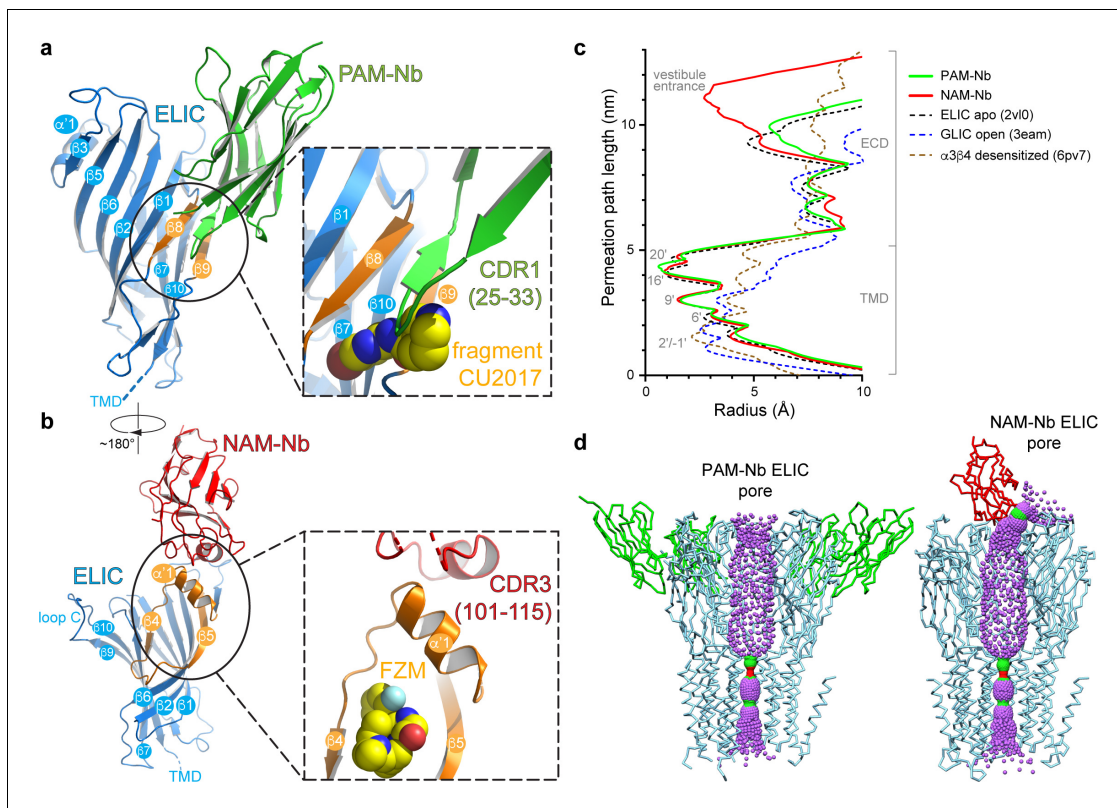 a
PAM-Nb
ELIC
α'1
β3
β5
β6
β2
β1
β8
β7
β9
β10
TMD
~180°
β1
β8
β10
β7
β9
CDR1
(25-33)
fragment
CU2017
b
NAM-Nb
ELIC
α'1
loop C
β10
β9
β4
β5
β6
β2
β1
β7
TMD
CDR3
(101-115)
α'1
FZM
β4
β5
c
vestibule
entrance
Permeation path length (nm)
10
5
0
20'
16'
9'
6'
2'/-1'
0
5
10
Radius (Å)
ECD
TMD
PAM-Nb
NAM-Nb
ELIC apo (2vl0)
GLIC open (3eam)
α3β4 desensitized (6pv7)
d
PAM-Nb ELIC
pore
NAM-Nb ELIC
pore